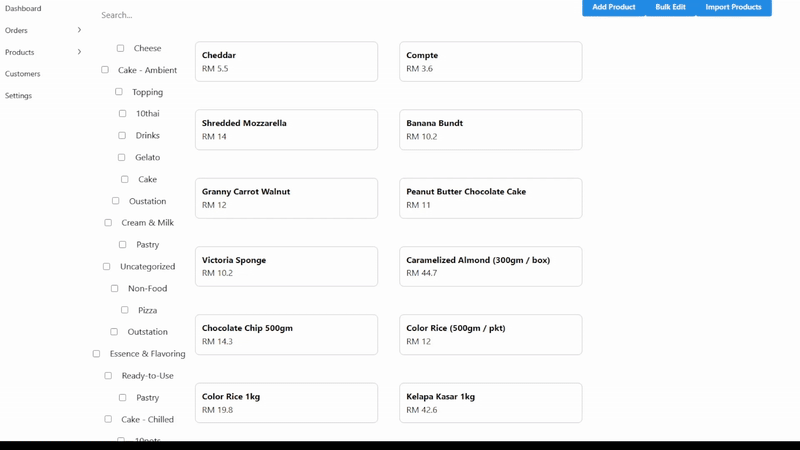 Dashboard
Orders
Products
Customers
Settings
Search...
Add Product
Bulk Edit
Import Products
Cheese
Cake - Ambient
Topping
10thai
Drinks
Gelato
Cake
Oustation
Cream & Milk
Pastry
Uncategorized
Non-Food
Pizza
Outstation
Essence & Flavoring
Ready-to-Use
Pastry
Cake - Chilled
Cheddar
RM 5.5
Compte
RM 3.6
Shredded Mozzarella
RM 14
Banana Bundt
RM 10.2
Granny Carrot Walnut
RM 12
Peanut Butter Chocolate Cake
RM 11
Victoria Sponge
RM 10.2
Caramelized Almond (300gm / box)
RM 44.7
Chocolate Chip 500gm
RM 14.3
Color Rice (500gm / pkt)
RM 12
Color Rice 1kg
RM 19.8
Kelapa Kasar 1kg
RM 42.6